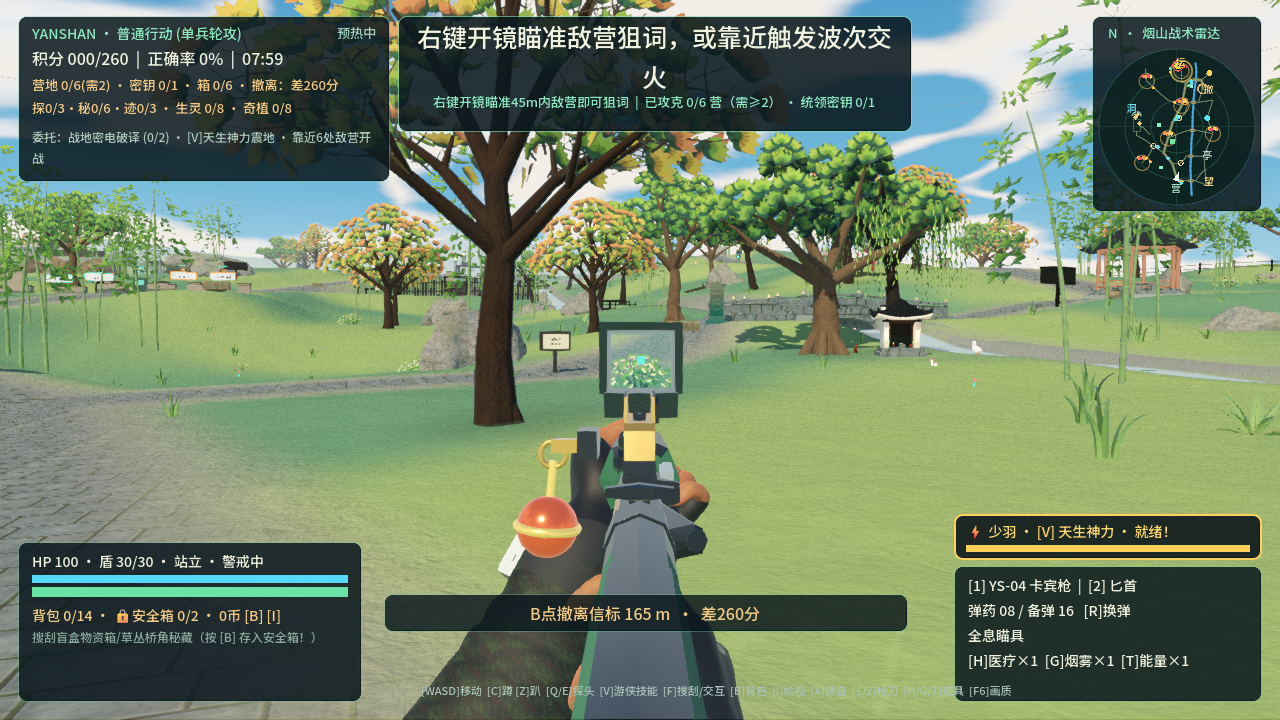 YANSHAN · 普通行动 (单兵轮攻) 预热中
积分 000/260 | 正确率 0% | 07:59
营地 0/6(需2) · 密钥 0/1 · 箱 0/6 · 撤离：差260分
探0/3 · 秘0/6 · 迹0/3 · 生灵 0/8 · 奇植 0/8
委托：战地密电破译 (0/2) · [V]天生神力震地 · 靠近6处敌营开
战
右键开镜瞄准敌营狙词，或靠近触发波次交
火
右键开镜瞄准45m内敌营即可狙词 | 已攻克 0/6 营（需≥2） · 统领密钥 0/1
N · 烟山战术雷达
撤
洞
亭
望
营
HP 100 · 盾 30/30 · 站立 · 警戒中
背包 0/14 · 🔒安全箱 0/2 · 0币 [B] [I]
搜刮盲盒物资箱/草丛桥角秘藏（按 [B] 存入安全箱！）
B点撤离信标 165 m · 差260分
⚡ 少羽 · [V] 天生神力 · 就绪!
[1] YS-04 卡宾枪 | [2] 匕首
弹药 08 / 备弹 16 [R]换弹
全息瞄具
[H]医疗×1 [G]烟雾×1 [T]能量×1
[WASD]移动 [C]蹲 [Z]趴 [Q/E]探头 [V]游侠技能 [F]搜刮/交互 [B]背包 [F6]画质